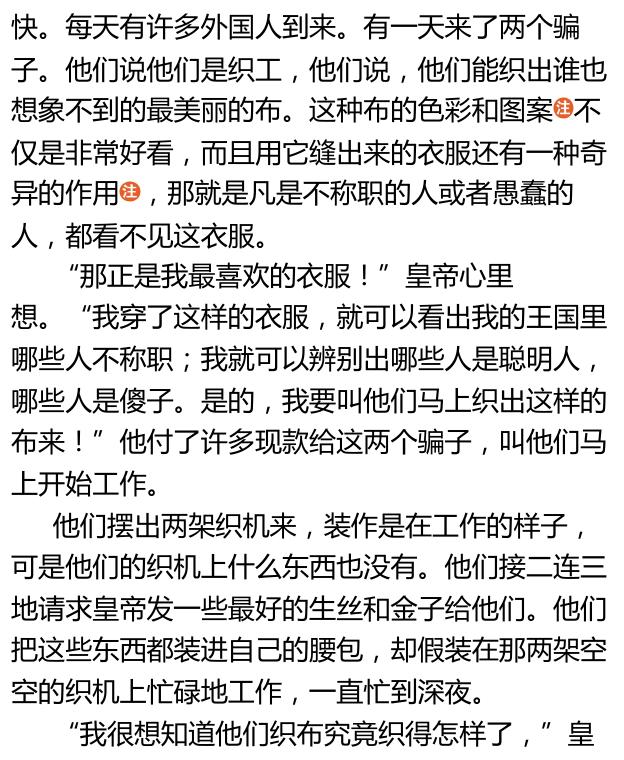 快。每天有许多外国人到来。有一天来了两个骗
子。他们说他们是织工，他们说，他们能织出谁也
想象不到的最美丽的布。这种布的色彩和图案注不
仅是非常好看，而且用它缝出来的衣服还有一种奇
异的作用注，那就是凡是不称职的人或者愚蠢的
人，都看不见这衣服。
“那正是我最喜欢的衣服！”皇帝心里
想。“我穿了这样的衣服，就可以看出我的王国里
哪些人不称职；我就可以辨别出哪些人是聪明人，
哪些人是傻子。是的，我要叫他们马上织出这样的
布来！”他付了许多现款给这两个骗子，叫他们马
上开始工作。
他们摆出两架织机来，装作是在工作的样子，
可是他们的织机上什么东西也没有。他们接二连三
地请求皇帝发一些最好的生丝和金子给他们。他们
把这些东西都装进自己的腰包，却假装在那两架空
空的织机上忙碌地工作，一直忙到深夜。
“我很想知道他们织布究竟织得怎样了，”皇